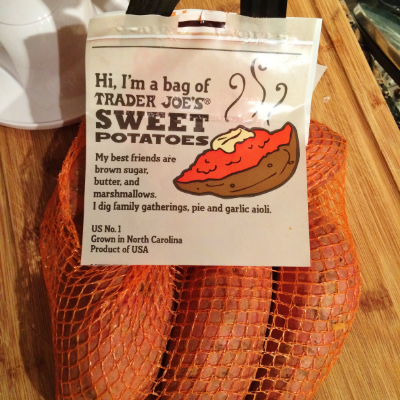 Hi, I'm a bag of
TRADER JOE'S®
SWEET
POTATOES
My best friends are
brown sugar,
butter, and
marshmallows.
I dig family gatherings, pie and garlic aioli.
US No. 1
Grown in North Carolina
Product of USA